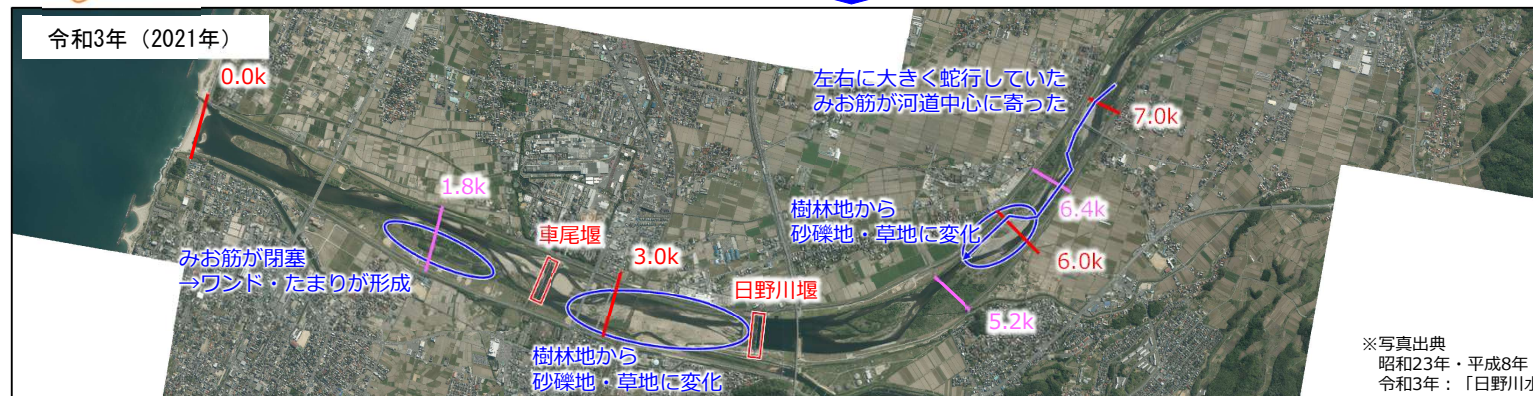 令和3年（2021年）
0.0k
1.8k
みお筋が閉塞
→ワンド・たまりが形成
車尾堰
3.0k
樹林地から
砂礫地・草地に変化
日野川堰
左右に大きく蛇行していた
みお筋が河道中心に寄った
7.0k
6.4k
樹林地から
砂礫地・草地に変化
6.0k
5.2k
※写真出典
昭和23年・平成8年
令和3年：「日野川水